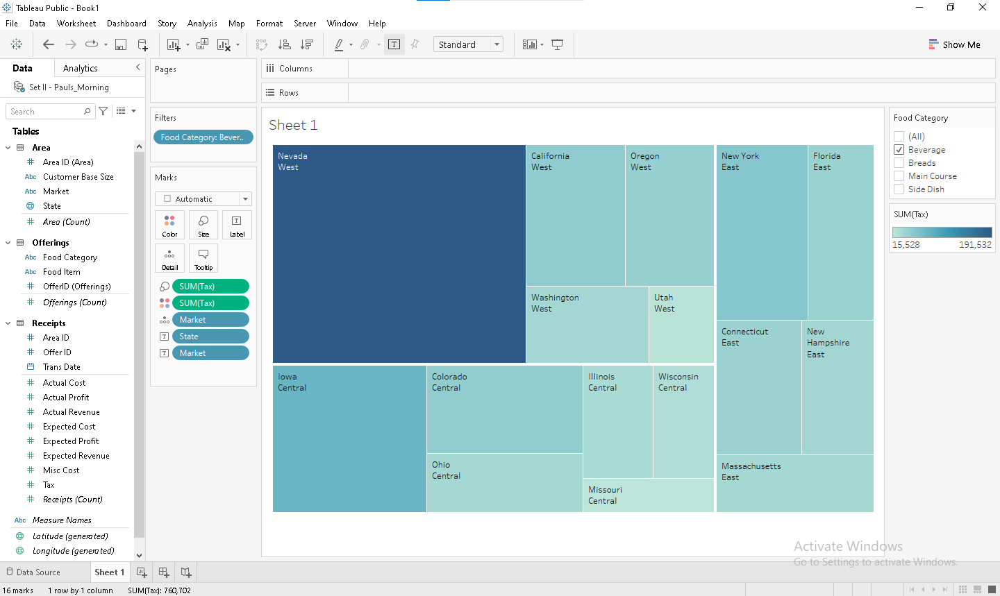 Tableau Public - Book1
File Data Worksheet Dashboard Story Analysis Map Format Server Window Help
Standard
Show Me
Data Analytics
Set II - Pauls_Morning
Search
Tables
Area
Area ID (Area)
Abc Customer Base Size
Abc Market
State
Area (Count)
Offerings
Abc Food Category
Abc Food Item
OfferID (Offerings)
Offerings (Count)
Receipts
Area ID
Offer ID
Trans Date
Actual Cost
Actual Profit
Actual Revenue
Expected Cost
Expected Profit
Expected Revenue
Misc Cost
Tax
Receipts (Count)
Abc Measure Names
Latitude (generated)
Longitude (generated)
Pages
Filters
Food Category: Bever..
Marks
Automatic
Color Size Label
Detail Tooltip
SUM(Tax)
SUM(Tax)
Market
State
Market
Columns
Rows
Sheet 1
Nevada
West
California
West
Oregon
West
Washington
West
Utah
West
New York
East
Florida
East
Connecticut
East
New
Hampshire
East
Massachusetts
East
Iowa
Central
Colorado
Central
Ohio
Central
Illinois
Central
Wisconsin
Central
Missouri
Central
Food Category
(All)
Beverage
Breads
Main Course
Side Dish
SUM(Tax)
15,528 191,532
Activate Windows
Go to Settings to activate Windows.
Data Source Sheet 1
16 marks 1 row by 1 column SUM(Tax): 760,702